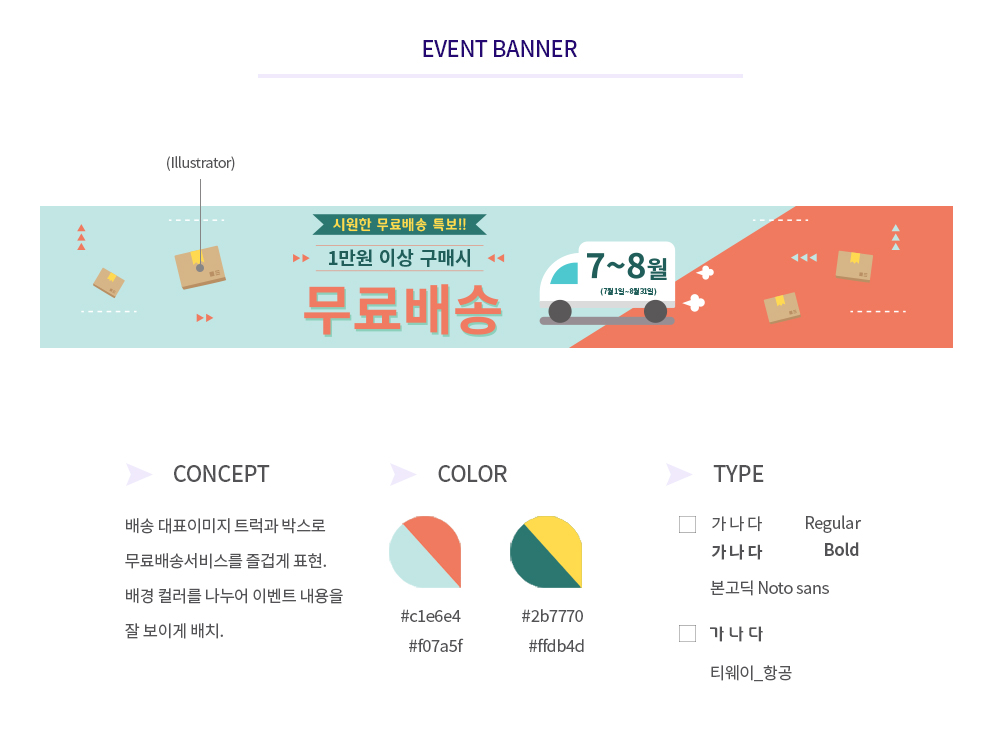 EVENT BANNER
(Illustrator)
시원한 무료배송 특보!!
1만원 이상 구매시
무료배송
7~8월
(7월1일~8월31일)
CONCEPT
배송 대표이미지 트럭과 박스로
무료배송서비스를 즐겁게 표현.
배경 컬러를 나누어 이벤트 내용을
잘 보이게 배치.
COLOR
#c1e6e4
#f07a5f
#2b7770
#ffdb4d
TYPE
가 나 다 Regular
가 나 다 Bold
본고딕 Noto sans
가 나 다
티웨이_항공